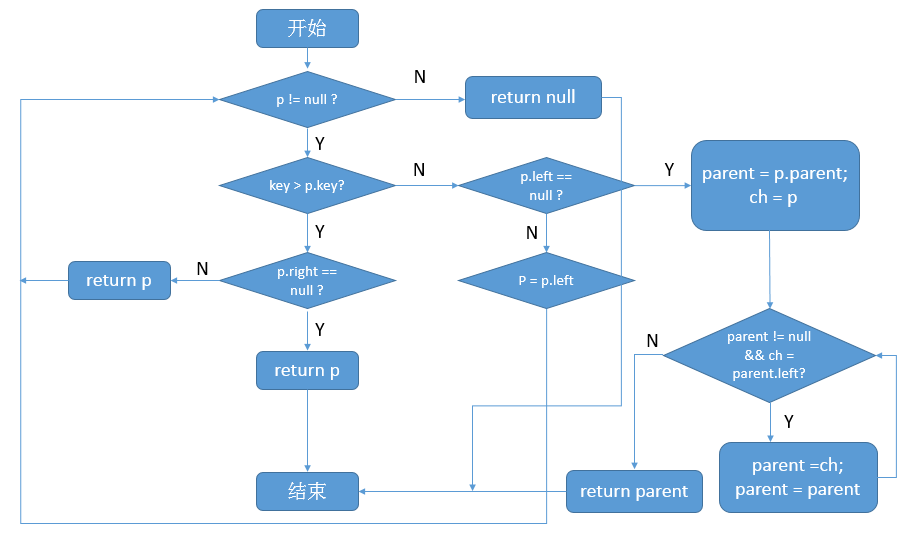 开始
p != null ?
N
return null
Y
key > p.key?
N
p.left ==
null ?
Y
parent = p.parent;
ch = p
Y
N
p.right ==
null ?
N
return p
P = p.left
Y
return p
parent != null
&& ch =
parent.left?
N
Y
parent =ch;
parent = parent
结束
return parent